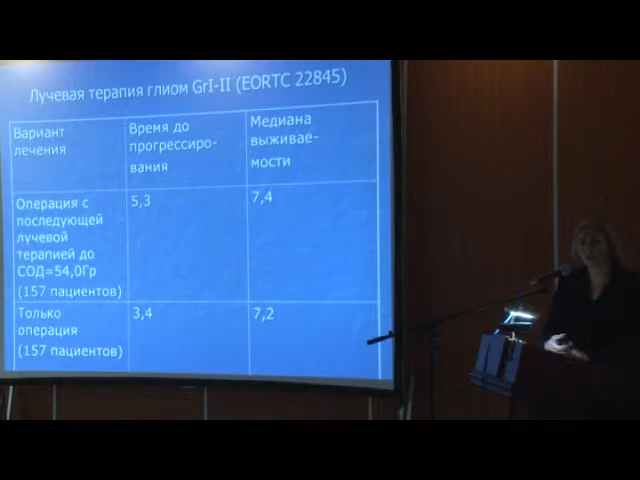 Лучевая терапия глиом GrI-II (EORTC 22845)
Вариант лечения
Время до прогрессиро-
вания
Медиана выживае-
мости
Операция с последующей лучевой терапией до СОД=54,0Гр
(157 пациентов)
5,3
7,4
Только операция
(157 пациентов)
3,4
7,2